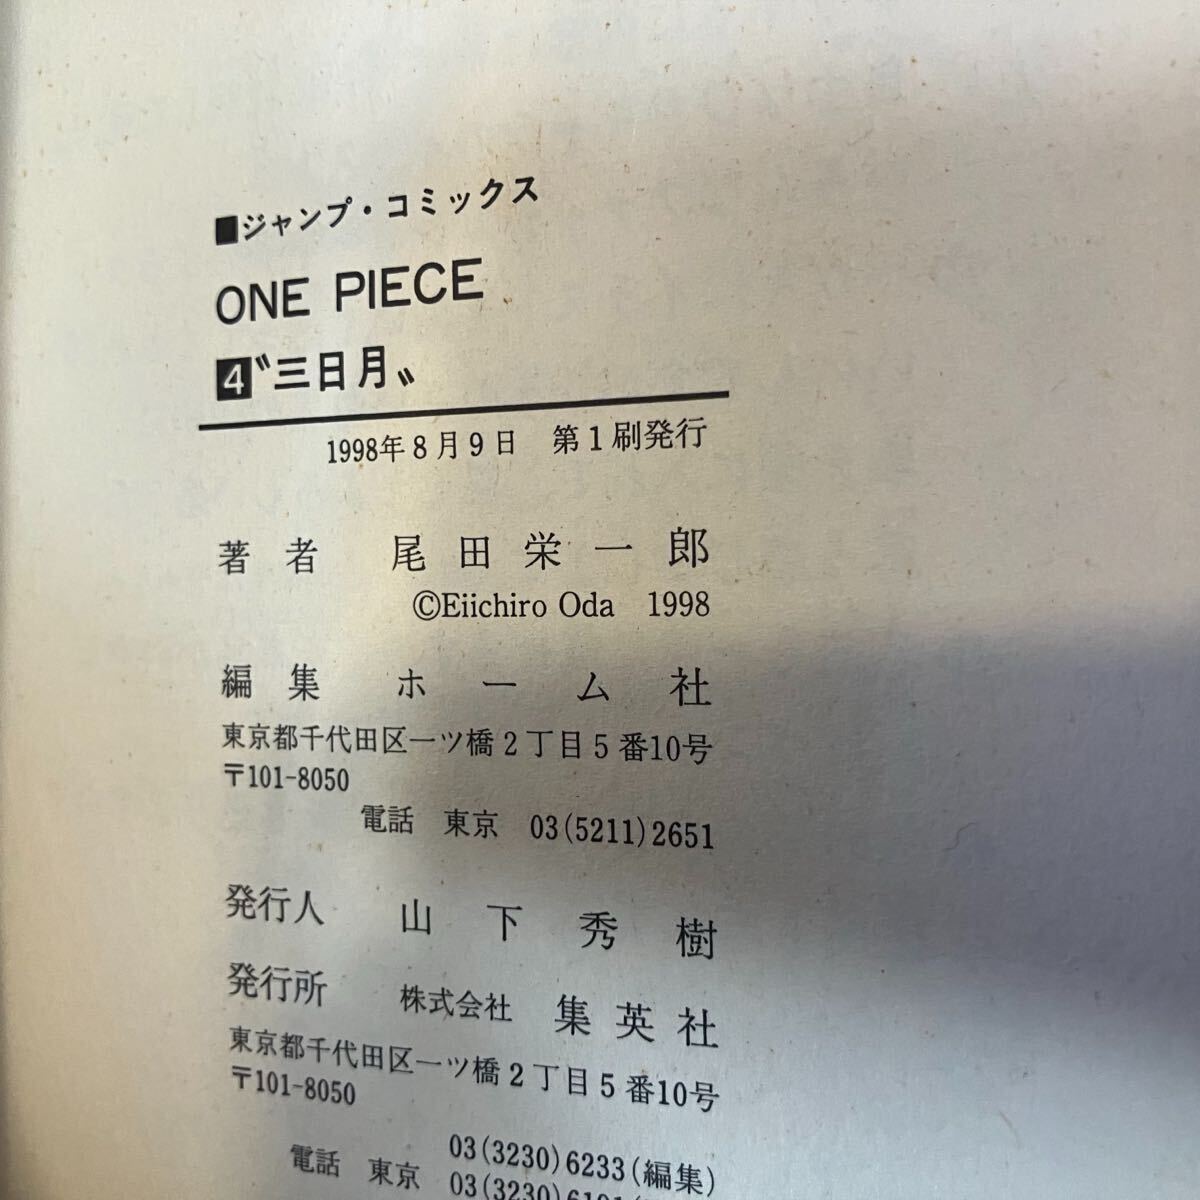 ■ジャンプ・コミックス
ONE PIECE
4〝三日月〟
1998年8月9日 第1刷発行
著者 尾田栄一郎
©Eiichiro Oda 1998
編集 ホーム社
東京都千代田区一ツ橋2丁目5番10号
〒101-8050
電話 東京 03(5211)2651
発行人 山下秀樹
発行所 株式会社 集英社
東京都千代田区一ツ橋2丁目5番10号
〒101-8050
03(3230)6233(編集)
電話 東京 03(3230)6191